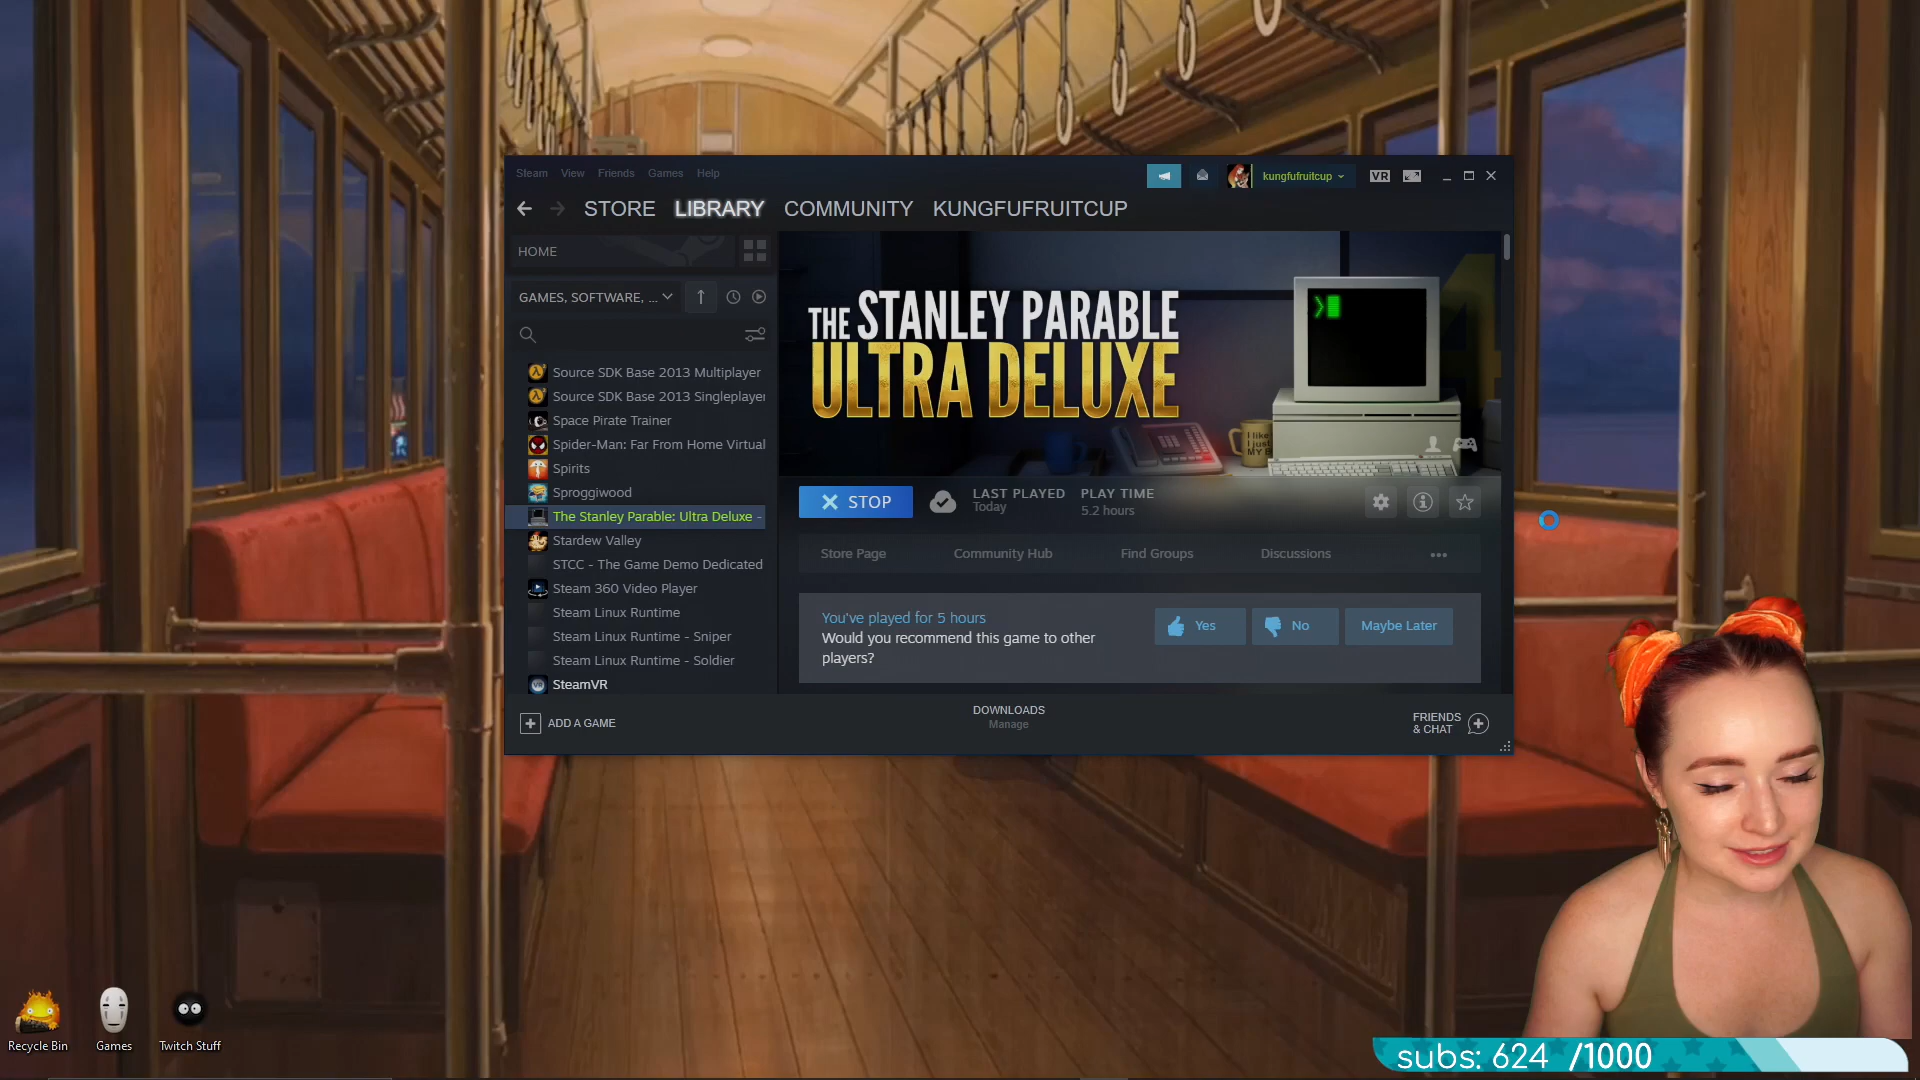 Steam View Friends Games Help
kungfufruitcup
VR
STORE LIBRARY COMMUNITY KUNGFUFRUITCUP
HOME
GAMES, SOFTWARE, ...
Source SDK Base 2013 Multiplayer
Source SDK Base 2013 Singleplayer
Space Pirate Trainer
Spider-Man: Far From Home Virtual
Spirits
Sproggiwood
The Stanley Parable: Ultra Deluxe -
Stardew Valley
STCC - The Game Demo Dedicated
Steam 360 Video Player
Steam Linux Runtime
Steam Linux Runtime - Sniper
Steam Linux Runtime - Soldier
SteamVR
THE STANLEY PARABLE
ULTRA DELUXE
I like
I just
STOP
LAST PLAYED
Today
PLAY TIME
5.2 hours
Store Page Community Hub Find Groups Discussions
You've played for 5 hours
Would you recommend this game to other
players?
Yes No Maybe Later
ADD A GAME
DOWNLOADS
Manage
FRIENDS
& CHAT
Recycle Bin Games Twitch Stuff
subs: 624 /1000